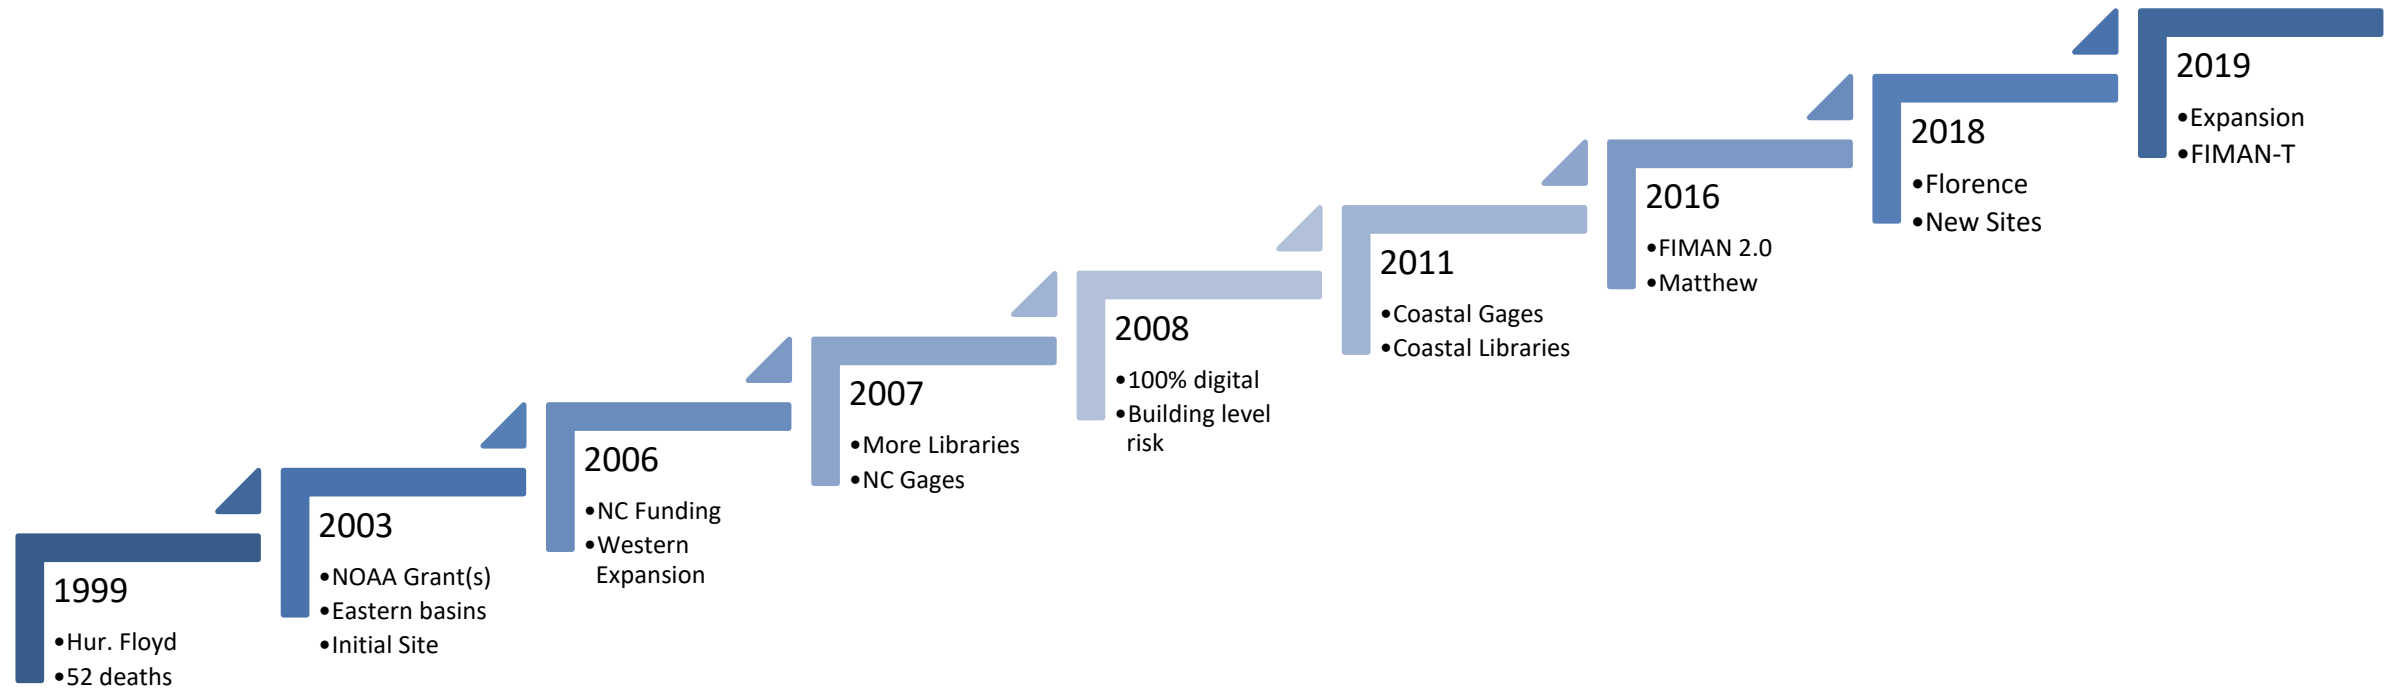 1999
•Hur. Floyd
•52 deaths
2003
•NOAA Grant(s)
•Eastern basins
•Initial Site
2006
•NC Funding
•Western
Expansion
2007
•More Libraries
•NC Gages
2008
•100% digital
•Building level
risk
2011
•Coastal Gages
•Coastal Libraries
2016
•FIMAN 2.0
•Matthew
2018
•Florence
•New Sites
2019
•Expansion
•FIMAN-T